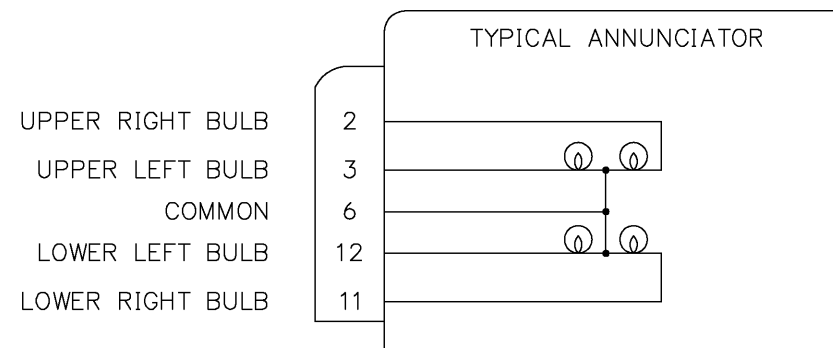 TYPICAL ANNUNCIATOR
UPPER RIGHT BULB 2
UPPER LEFT BULB 3
COMMON 6
LOWER LEFT BULB 12
LOWER RIGHT BULB 11